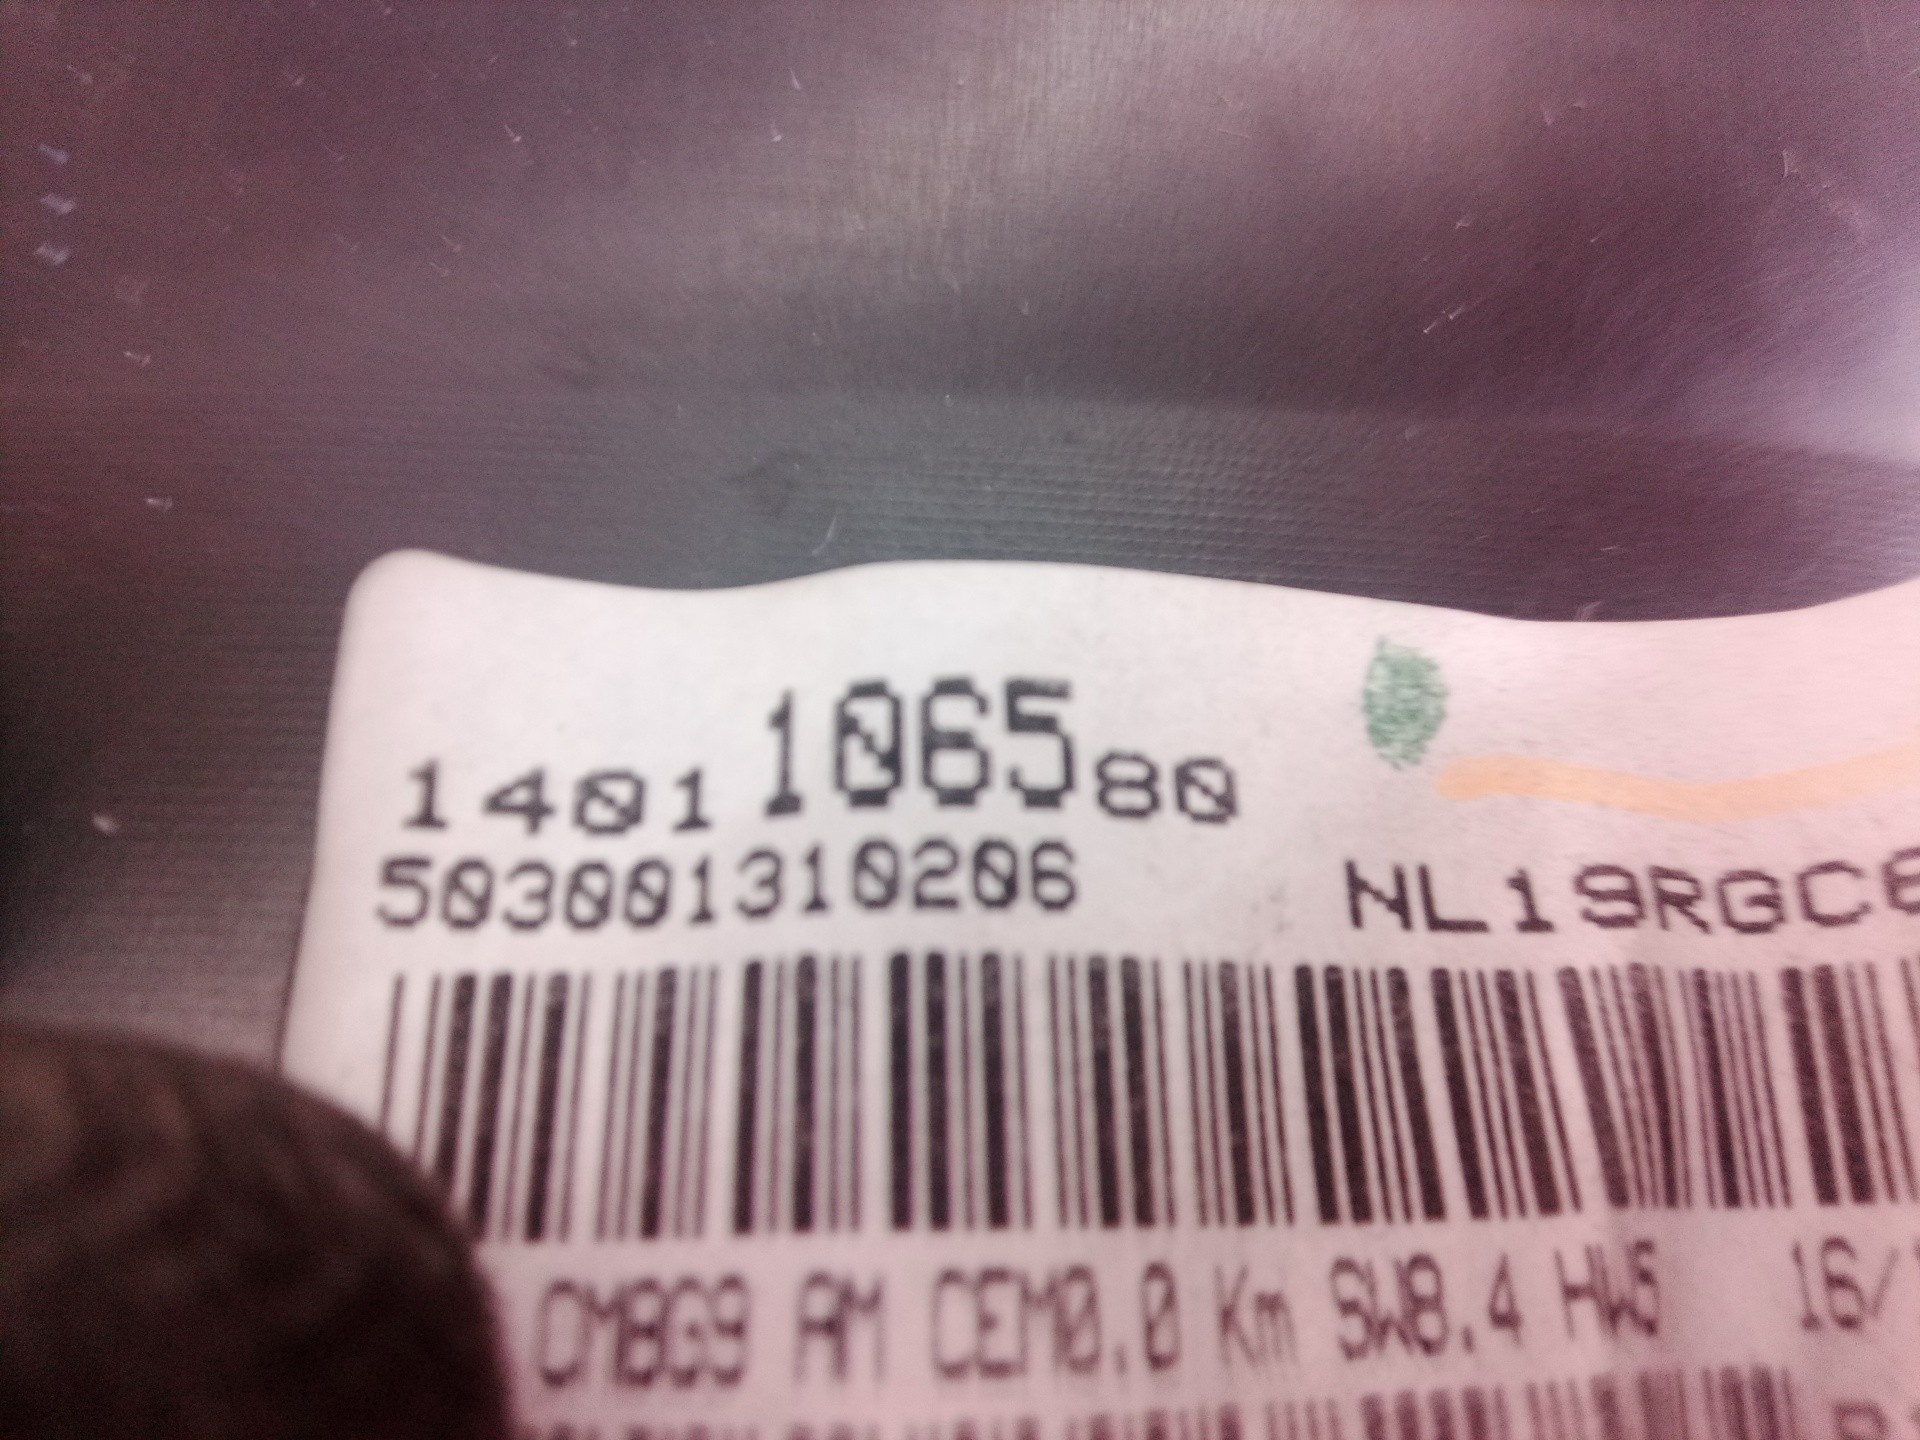 1401106580
503001310206
NL19RGC
CMBG9 AM CEM0.0 Km SW8.4 HW5 16/